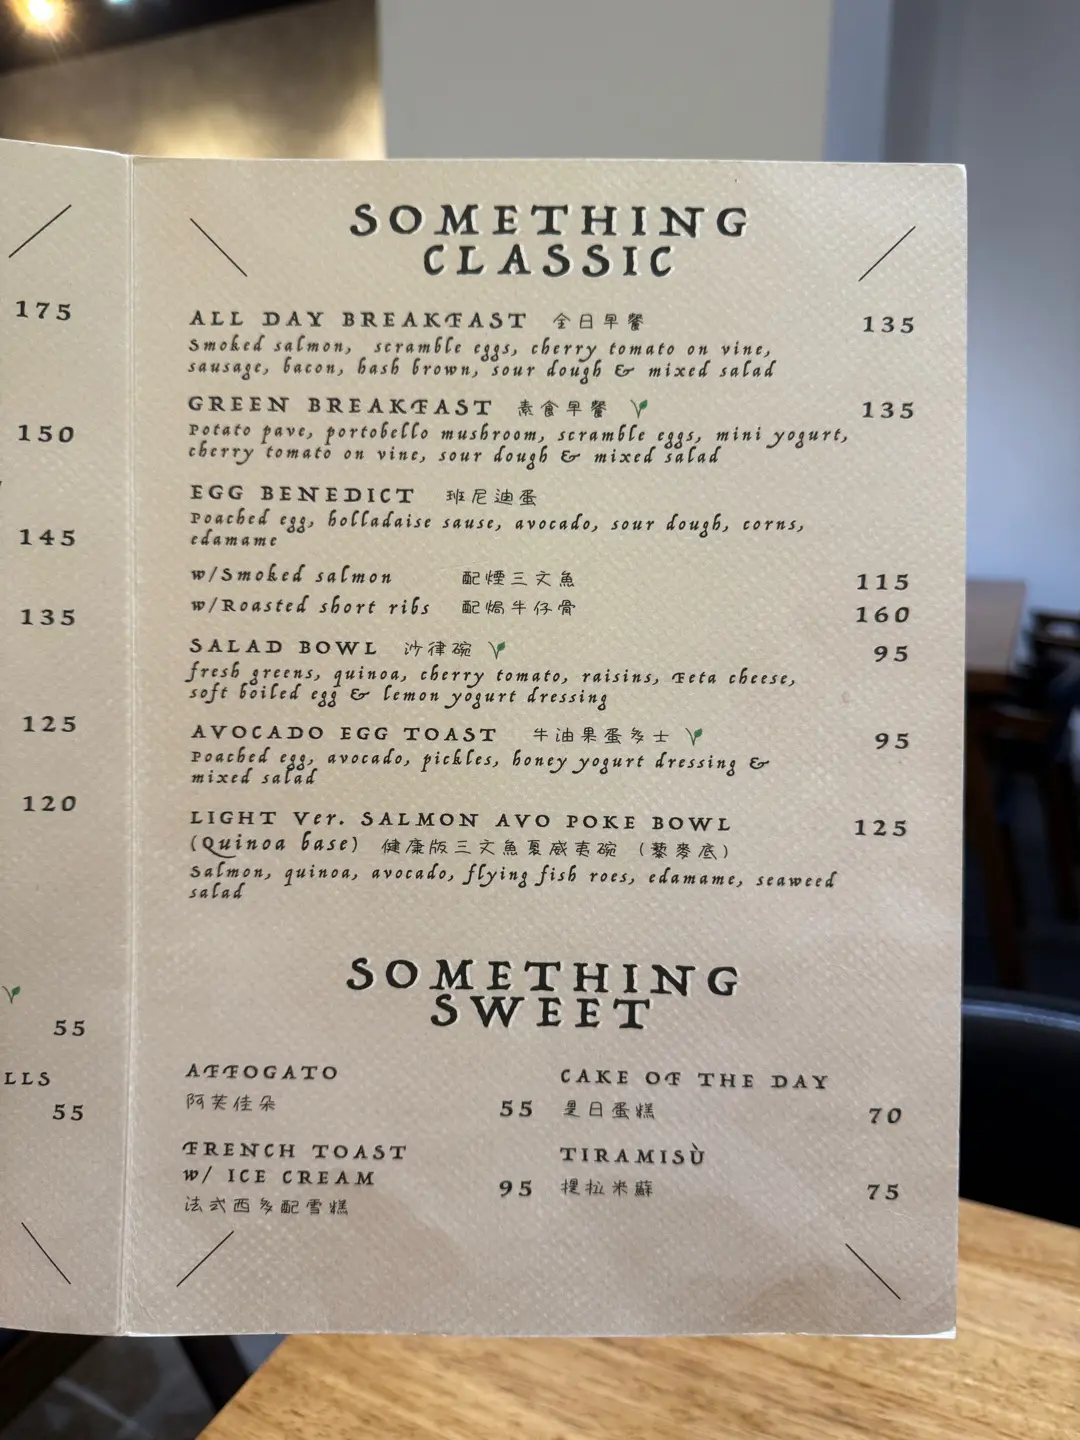 175
150
145
135
125
120
55
LLS
55
SOMETHING
CLASSIC
ALL DAY BREAKFAST 全日早餐 135
Smoked salmon, scramble eggs, cherry tomato on vine,
sausage, bacon, hash brown, sour dough & mixed salad
GREEN BREAKFAST 素食早餐 135
Potato pave, portobello mushroom, scramble eggs, mini yogurt,
cherry tomato on vine, sour dough & mixed salad
EGG BENEDICT 班尼迪蛋
Poached egg, holladaise sause, avocado, sour dough, corns,
edamame
w/Smoked salmon 配煙三文魚 115
w/Roasted short ribs 配焗牛仔骨 160
SALAD BOWL 沙律碗 95
fresh greens, quinoa, cherry tomato, raisins, Feta cheese,
soft boiled egg & lemon yogurt dressing
AVOCADO EGG TOAST 牛油果蛋多士 95
Poached egg, avocado, pickles, honey yogurt dressing &
mixed salad
LIGHT Ver. SALMON AVO POKE BOWL 125
(Quinoa base) 健康版三文魚夏威夷碗 (藜麥底)
Salmon, quinoa, avocado, flying fish roes, edamame, seaweed
salad
SOMETHING
SWEET
AFFOGATO
阿芙佳朵 55
FRENCH TOAST
w/ ICE CREAM 95
法式西多配雪糕
CAKE OF THE DAY
是日蛋糕 70
TIRAMISÙ
提拉米蘇 75